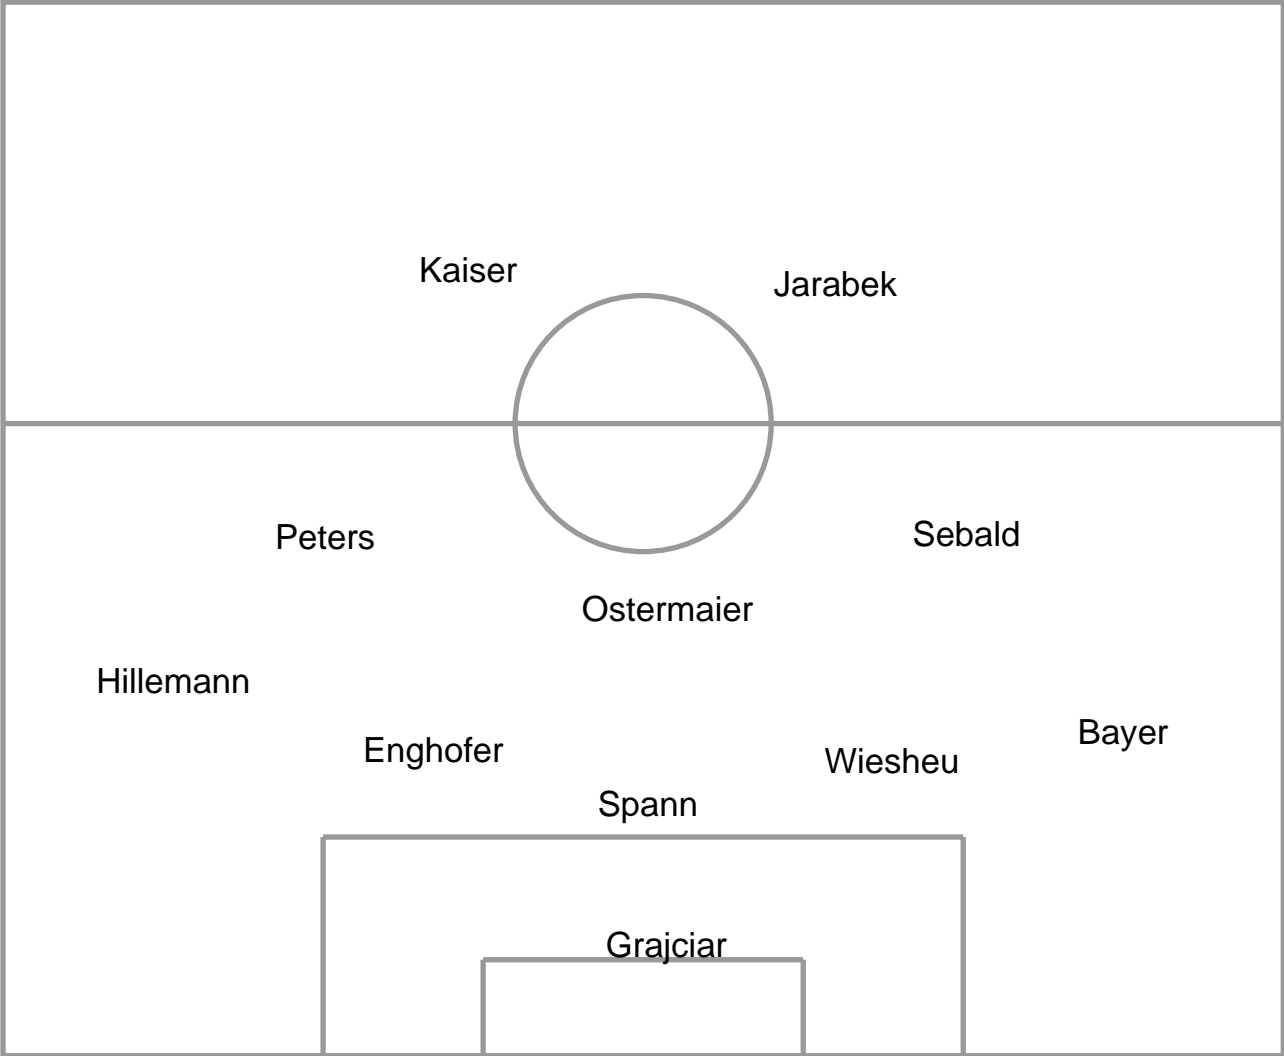 Kaiser
Jarabek
Peters
Sebald
Ostermaier
Hillemann
Bayer
Enghofer
Wiesheu
Spann
Grajciar